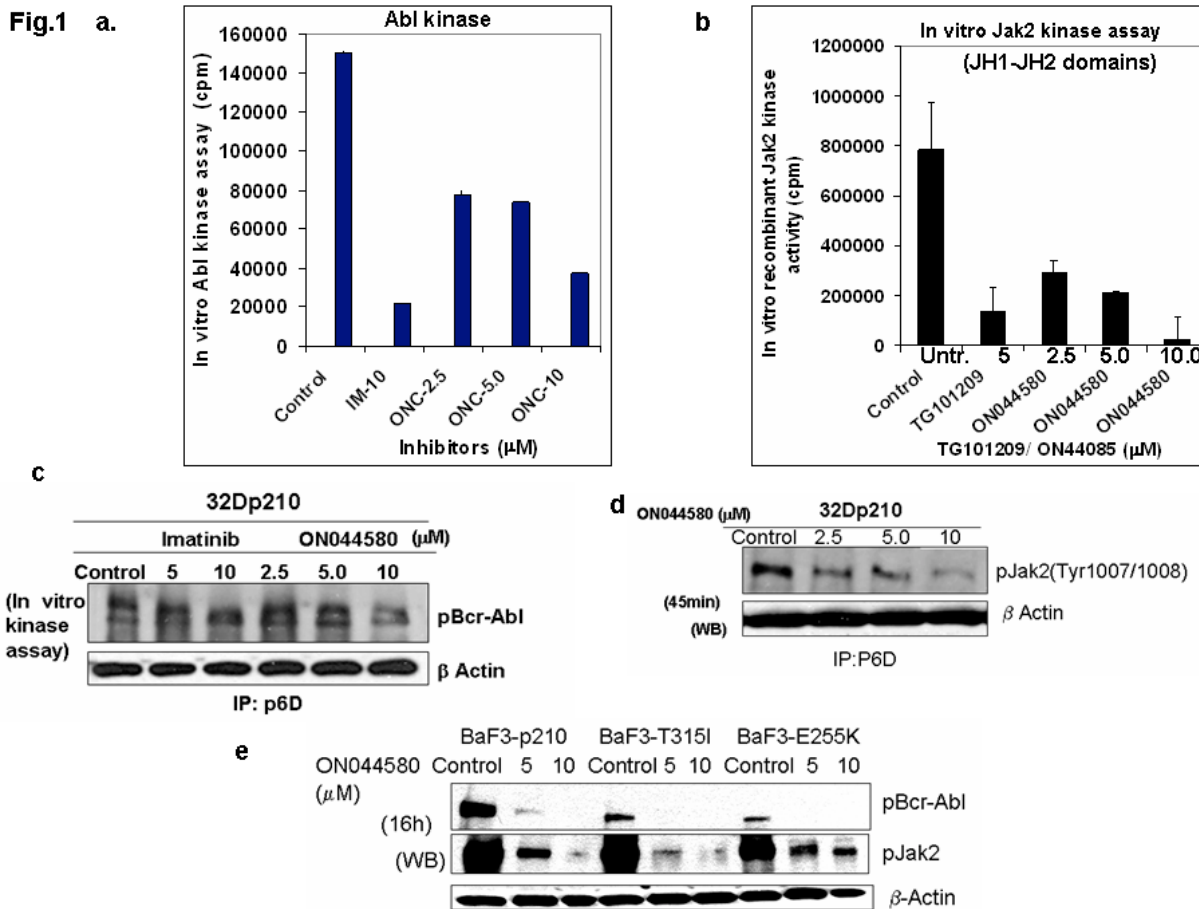 Fig.1 a.
Abl kinase
In vitro Abl kinase assay (cpm)
160000
140000
120000
100000
80000
60000
40000
20000
0
Control
IM-10
ONC-2.5
ONC-5.0
ONC-10
Inhibitors (μM)
b
In vitro Jak2 kinase assay
(JH1-JH2 domains)
In vitro recombinant Jak2 kinase
activity (cpm)
1200000
1000000
800000
600000
400000
200000
0
Untr. 5 2.5 5.0 10.0
Control
TG101209
ON044580
ON044580
ON044580
TG101209/ ON44085 (μM)
c
32Dp210
Imatinib ON044580 (μM)
Control 5 10 2.5 5.0 10
(In vitro
kinase
assay)
pBcr-Abl
β Actin
IP: p6D
d
32Dp210
ON044580 (μM)
Control 2.5 5.0 10
pJak2(Tyr1007/1008)
(45min)
(WB)
β Actin
IP:P6D
e
BaF3-p210 BaF3-T315I BaF3-E255K
ON044580 Control 5 10 Control 5 10 Control 5 10
(μM)
pBcr-Abl
(16h)
(WB)
pJak2
β-Actin